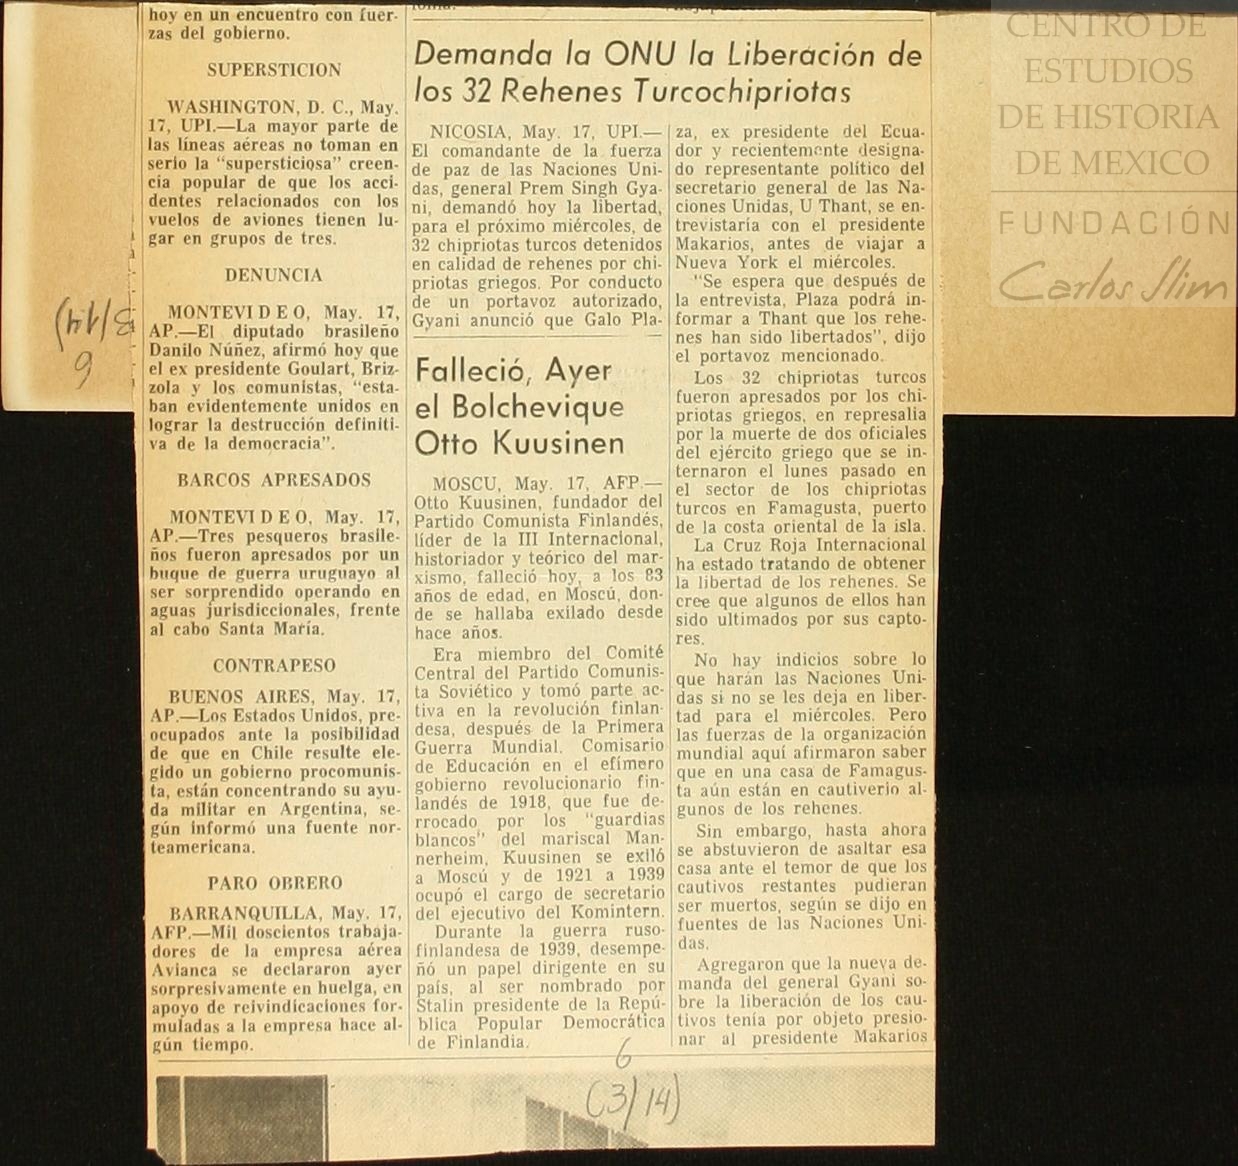 hoy en un encuentro con fuer-
zas del gobierno.
SUPERSTICION
WASHINGTON, D. C., May.
17, UPI.—La mayor parte de
las líneas aéreas no toman en
serio la "supersticiosa" creen-
cia popular de que los acci-
dentes relacionados con los
vuelos de aviones tienen lu-
gar en grupos de tres.
DENUNCIA
MONTEVIDEO, May. 17,
AP.—El diputado brasileño
Danilo Núñez, afirmó hoy que
el ex presidente Goulart, Briz-
zola y los comunistas, "esta-
ban evidentemente unidos en
lograr la destrucción definiti-
va de la democracia".
BARCOS APRESADOS
MONTEVIDEO, May. 17,
AP.—Tres pesqueros brasile-
ños fueron apresados por un
buque de guerra uruguayo al
ser sorprendido operando en
aguas jurisdiccionales, frente
al cabo Santa María.
CONTRAPESO
BUENOS AIRES, May. 17,
AP.—Los Estados Unidos, pre-
ocupados ante la posibilidad
de que en Chile resulte ele-
gido un gobierno procomunis-
ta, están concentrando su ayu-
da militar en Argentina, se-
gún informó una fuente nor-
teamericana.
PARO OBRERO
BARRANQUILLA, May. 17,
AFP.—Mil doscientos trabaja-
dores de la empresa aérea
Avianca se declararon ayer
sorpresivamente en huelga, en
apoyo de reivindicaciones for-
muladas a la empresa hace al-
gún tiempo.
Demanda la ONU la Liberación de
los 32 Rehenes Turcochipriotas
NICOSIA, May. 17, UPI.—
El comandante de la fuerza
de paz de las Naciones Uni-
das, general Prem Singh Gya-
ni, demandó hoy la libertad,
para el próximo miércoles, de
32 chipriotas turcos detenidos
en calidad de rehenes por chi-
priotas griegos. Por conducto
de un portavoz autorizado,
Gyani anunció que Galo Pla-
za, ex presidente del Ecua-
dor y recientemente designa-
do representante político del
secretario general de las Na-
ciones Unidas, U Thant, se en-
trevistaría con el presidente
Makarios, antes de viajar a
Nueva York el miércoles.
"Se espera que después de
la entrevista, Plaza podrá in-
formar a Thant que los rehe-
nes han sido libertados", dijo
el portavoz mencionado.
Los 32 chipriotas turcos
fueron apresados por los chi-
priotas griegos, en represalia
por la muerte de dos oficiales
del ejército griego que se in-
ternaron el lunes pasado en
el sector de los chipriotas
turcos en Famagusta, puerto
de la costa oriental de la isla.
La Cruz Roja Internacional
ha estado tratando de obtener
la libertad de los rehenes. Se
cree que algunos de ellos han
sido ultimados por sus capto-
res.
No hay indicios sobre lo
que harán las Naciones Uni-
das si no se les deja en liber-
tad para el miércoles. Pero
las fuerzas de la organización
mundial aquí afirmaron saber
que en una casa de Famagus-
ta aún están en cautiverio al-
gunos de los rehenes.
Sin embargo, hasta ahora
se abstuvieron de asaltar esa
casa ante el temor de que los
cautivos restantes pudieran
ser muertos, según se dijo en
fuentes de las Naciones Uni-
das.
Agregaron que la nueva de-
manda del general Gyani so-
bre la liberación de los cau-
tivos tenía por objeto presio-
nar al presidente Makarios
Falleció, Ayer
el Bolchevique
Otto Kuusinen
MOSCU, May. 17, AFP.—
Otto Kuusinen, fundador del
Partido Comunista Finlandés,
líder de la III Internacional,
historiador y teórico del mar-
xismo, falleció hoy, a los 83
años de edad, en Moscú, don-
de se hallaba exilado desde
hace años.
Era miembro del Comité
Central del Partido Comunis-
ta Soviético y tomó parte ac-
tiva en la revolución finlan-
desa, después de la Primera
Guerra Mundial. Comisario
de Educación en el efímero
gobierno revolucionario fin-
landés de 1918, que fue de-
rrocado por los "guardias
blancos" del mariscal Man-
nerheim, Kuusinen se exiló
a Moscú y de 1921 a 1939
ocupó el cargo de secretario
del ejecutivo del Komintern.
Durante la guerra ruso-
finlandesa de 1939, desempe-
ñó un papel dirigente en su
país, al ser nombrado por
Stalin presidente de la Repú-
blica Popular Democrática
de Finlandia.
6
(3/14)
6
(3/14)
CENTRO DE
ESTUDIOS
DE HISTORIA
DE MEXICO
FUNDACIÓN
Carlos Slim